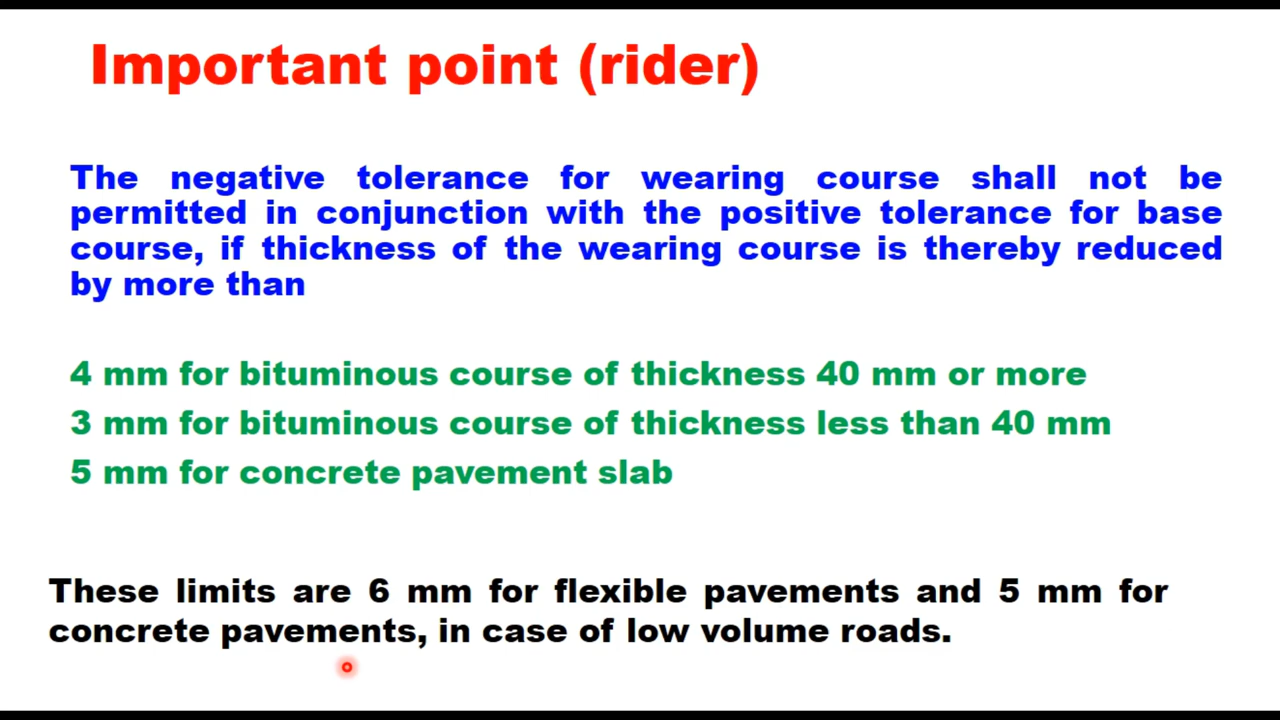 Important point (rider)
The negative tolerance for wearing course shall not be
permitted in conjunction with the positive tolerance for base
course, if thickness of the wearing course is thereby reduced
by more than
4 mm for bituminous course of thickness 40 mm or more
3 mm for bituminous course of thickness less than 40 mm
5 mm for concrete pavement slab
These limits are 6 mm for flexible pavements and 5 mm for
concrete pavements, in case of low volume roads.